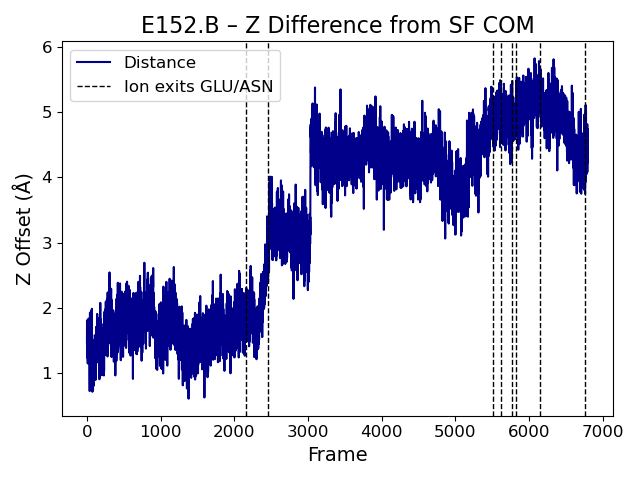 E152.B – Z Difference from SF COM
Distance
Ion exits GLU/ASN
6
5
4
3
2
1
Z Offset (Å)
0 1000 2000 3000 4000 5000 6000 7000
Frame